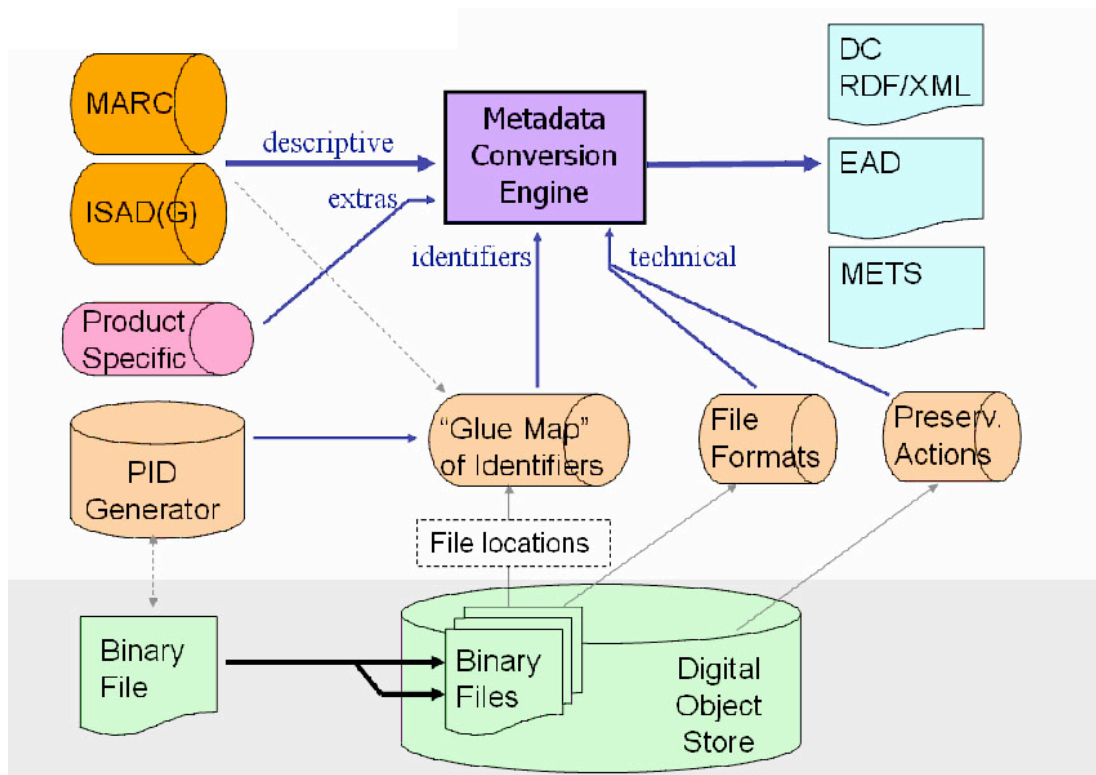 MARC
ISAD(G)
descriptive
extras
Metadata
Conversion
Engine
DC
RDF/XML
EAD
METS
identifiers
technical
Product
Specific
PID
Generator
“Glue Map”
of Identifiers
File
Formats
Preserv.
Actions
File locations
Binary
File
Binary
Files
Digital
Object
Store